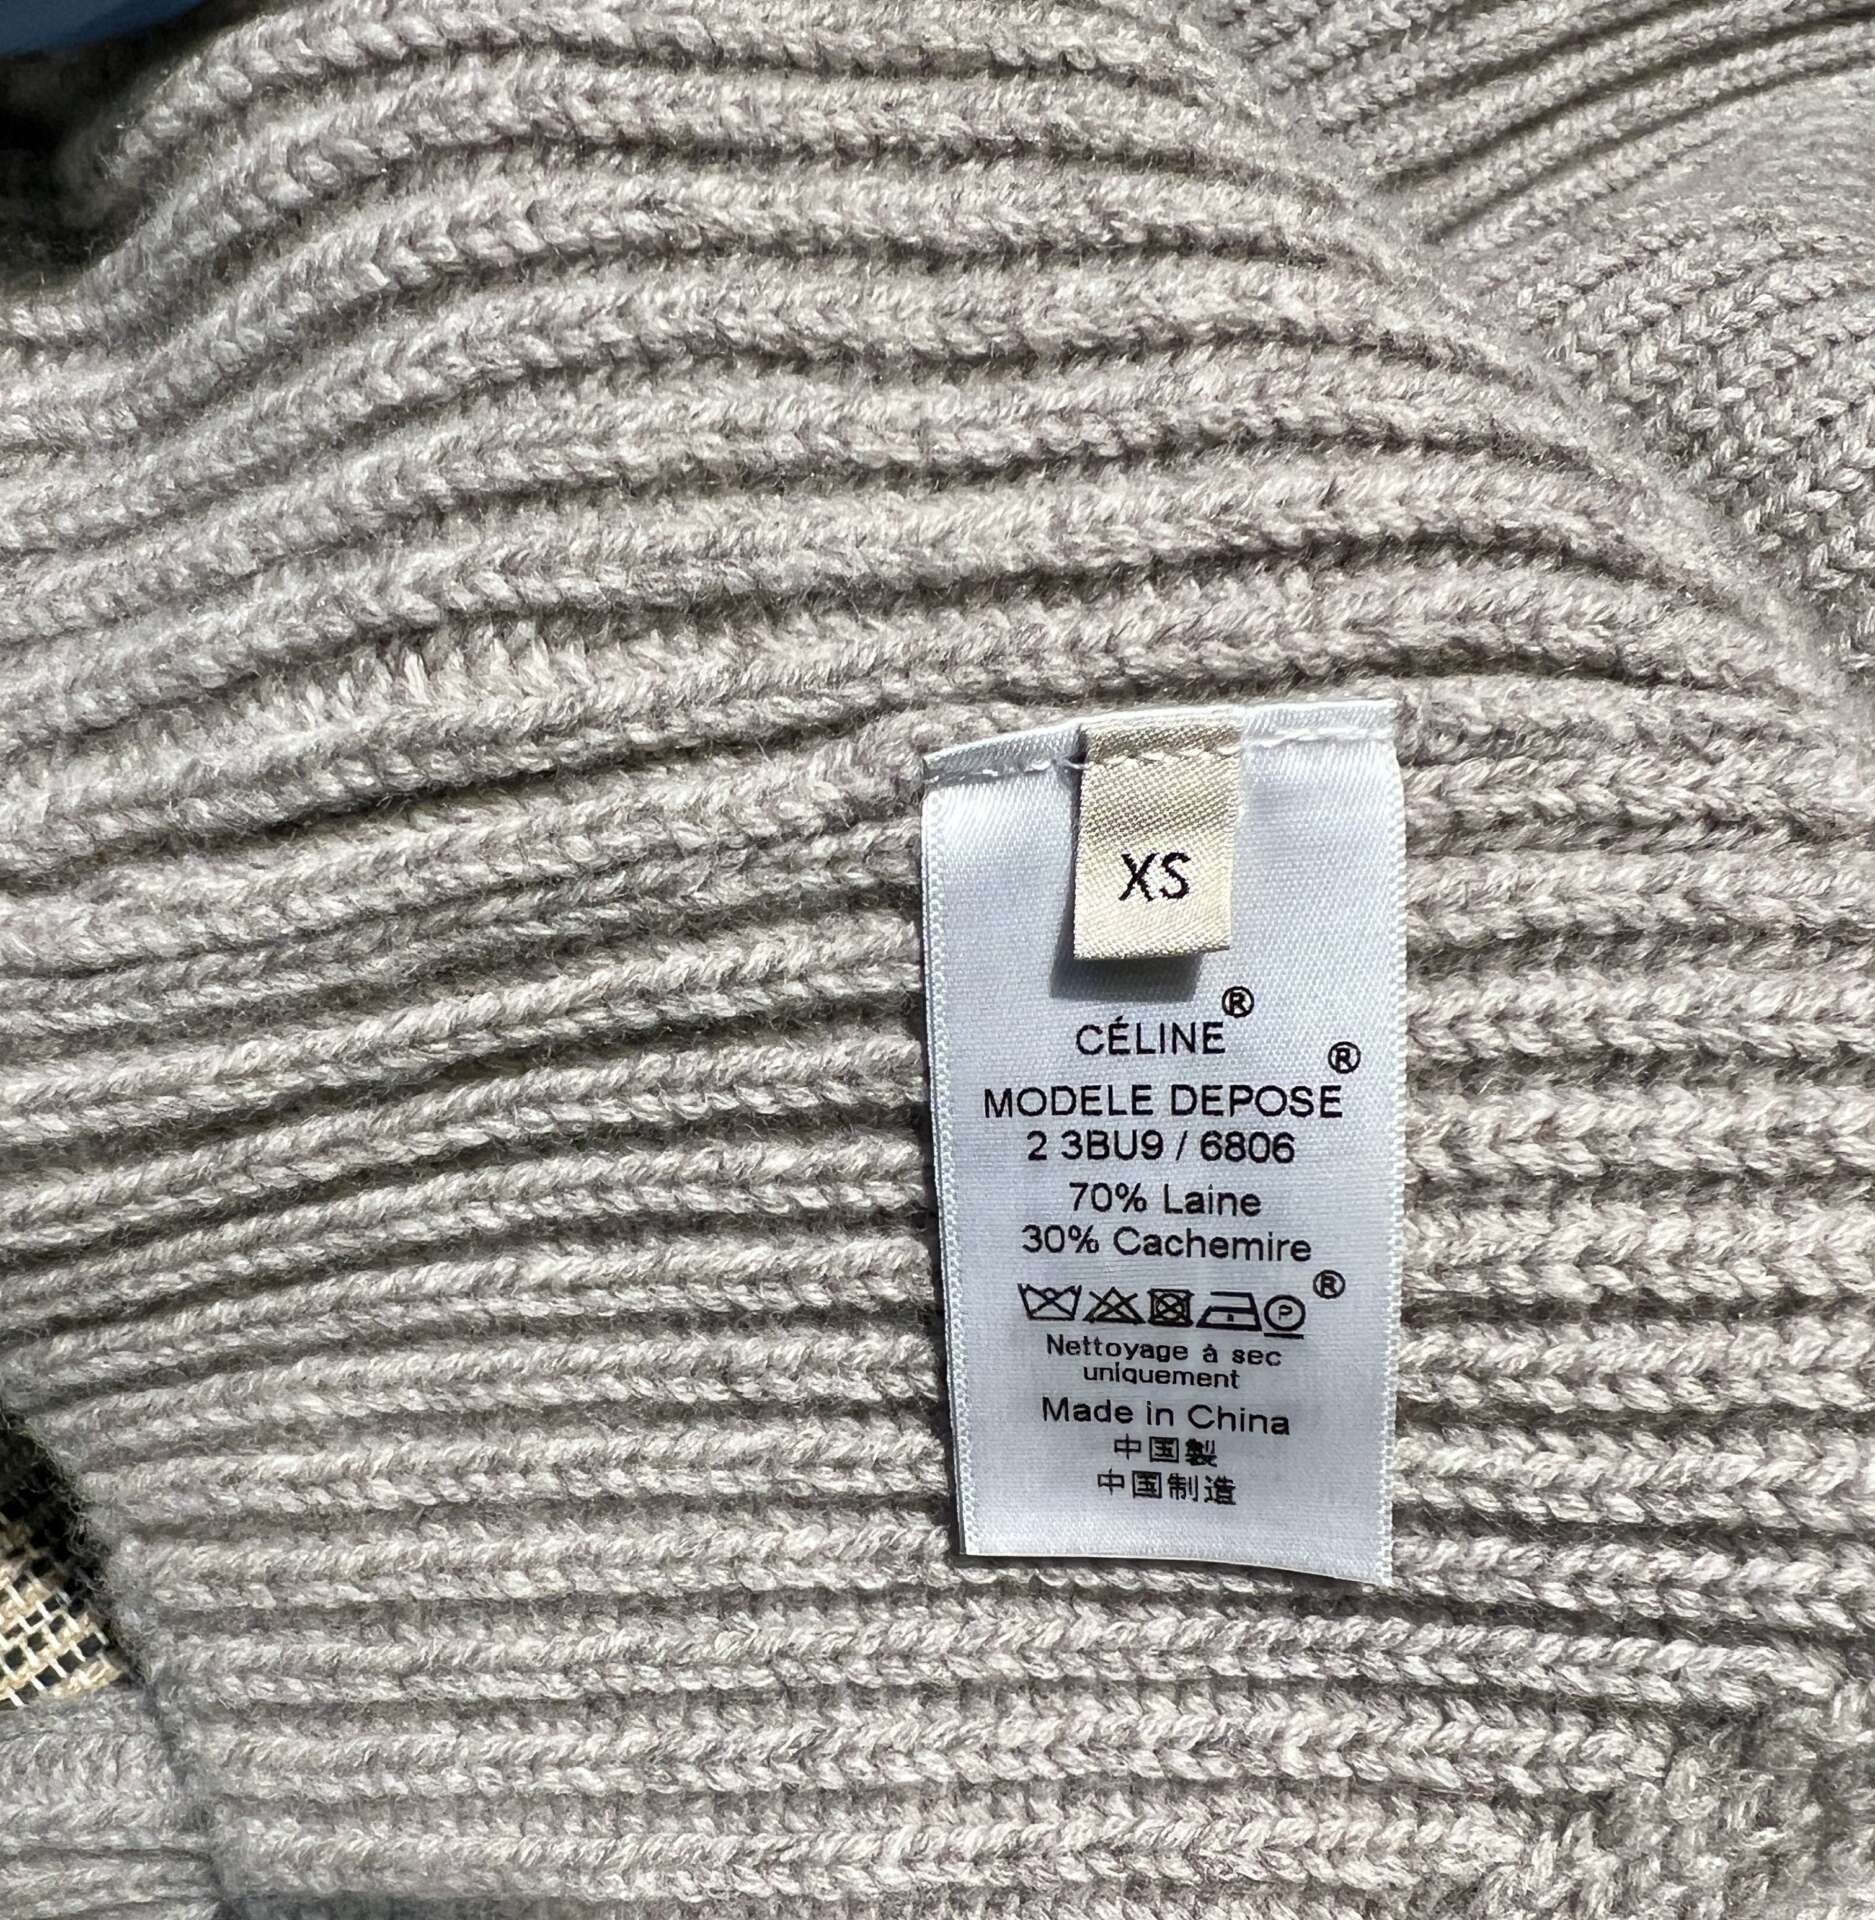 XS
CÉLINE®
MODELE DEPOSE®
2 3BU9 / 6806
70% Laine
30% Cachemire
P ®
Nettoyage à sec
uniquement
Made in China
中国製
中国制造